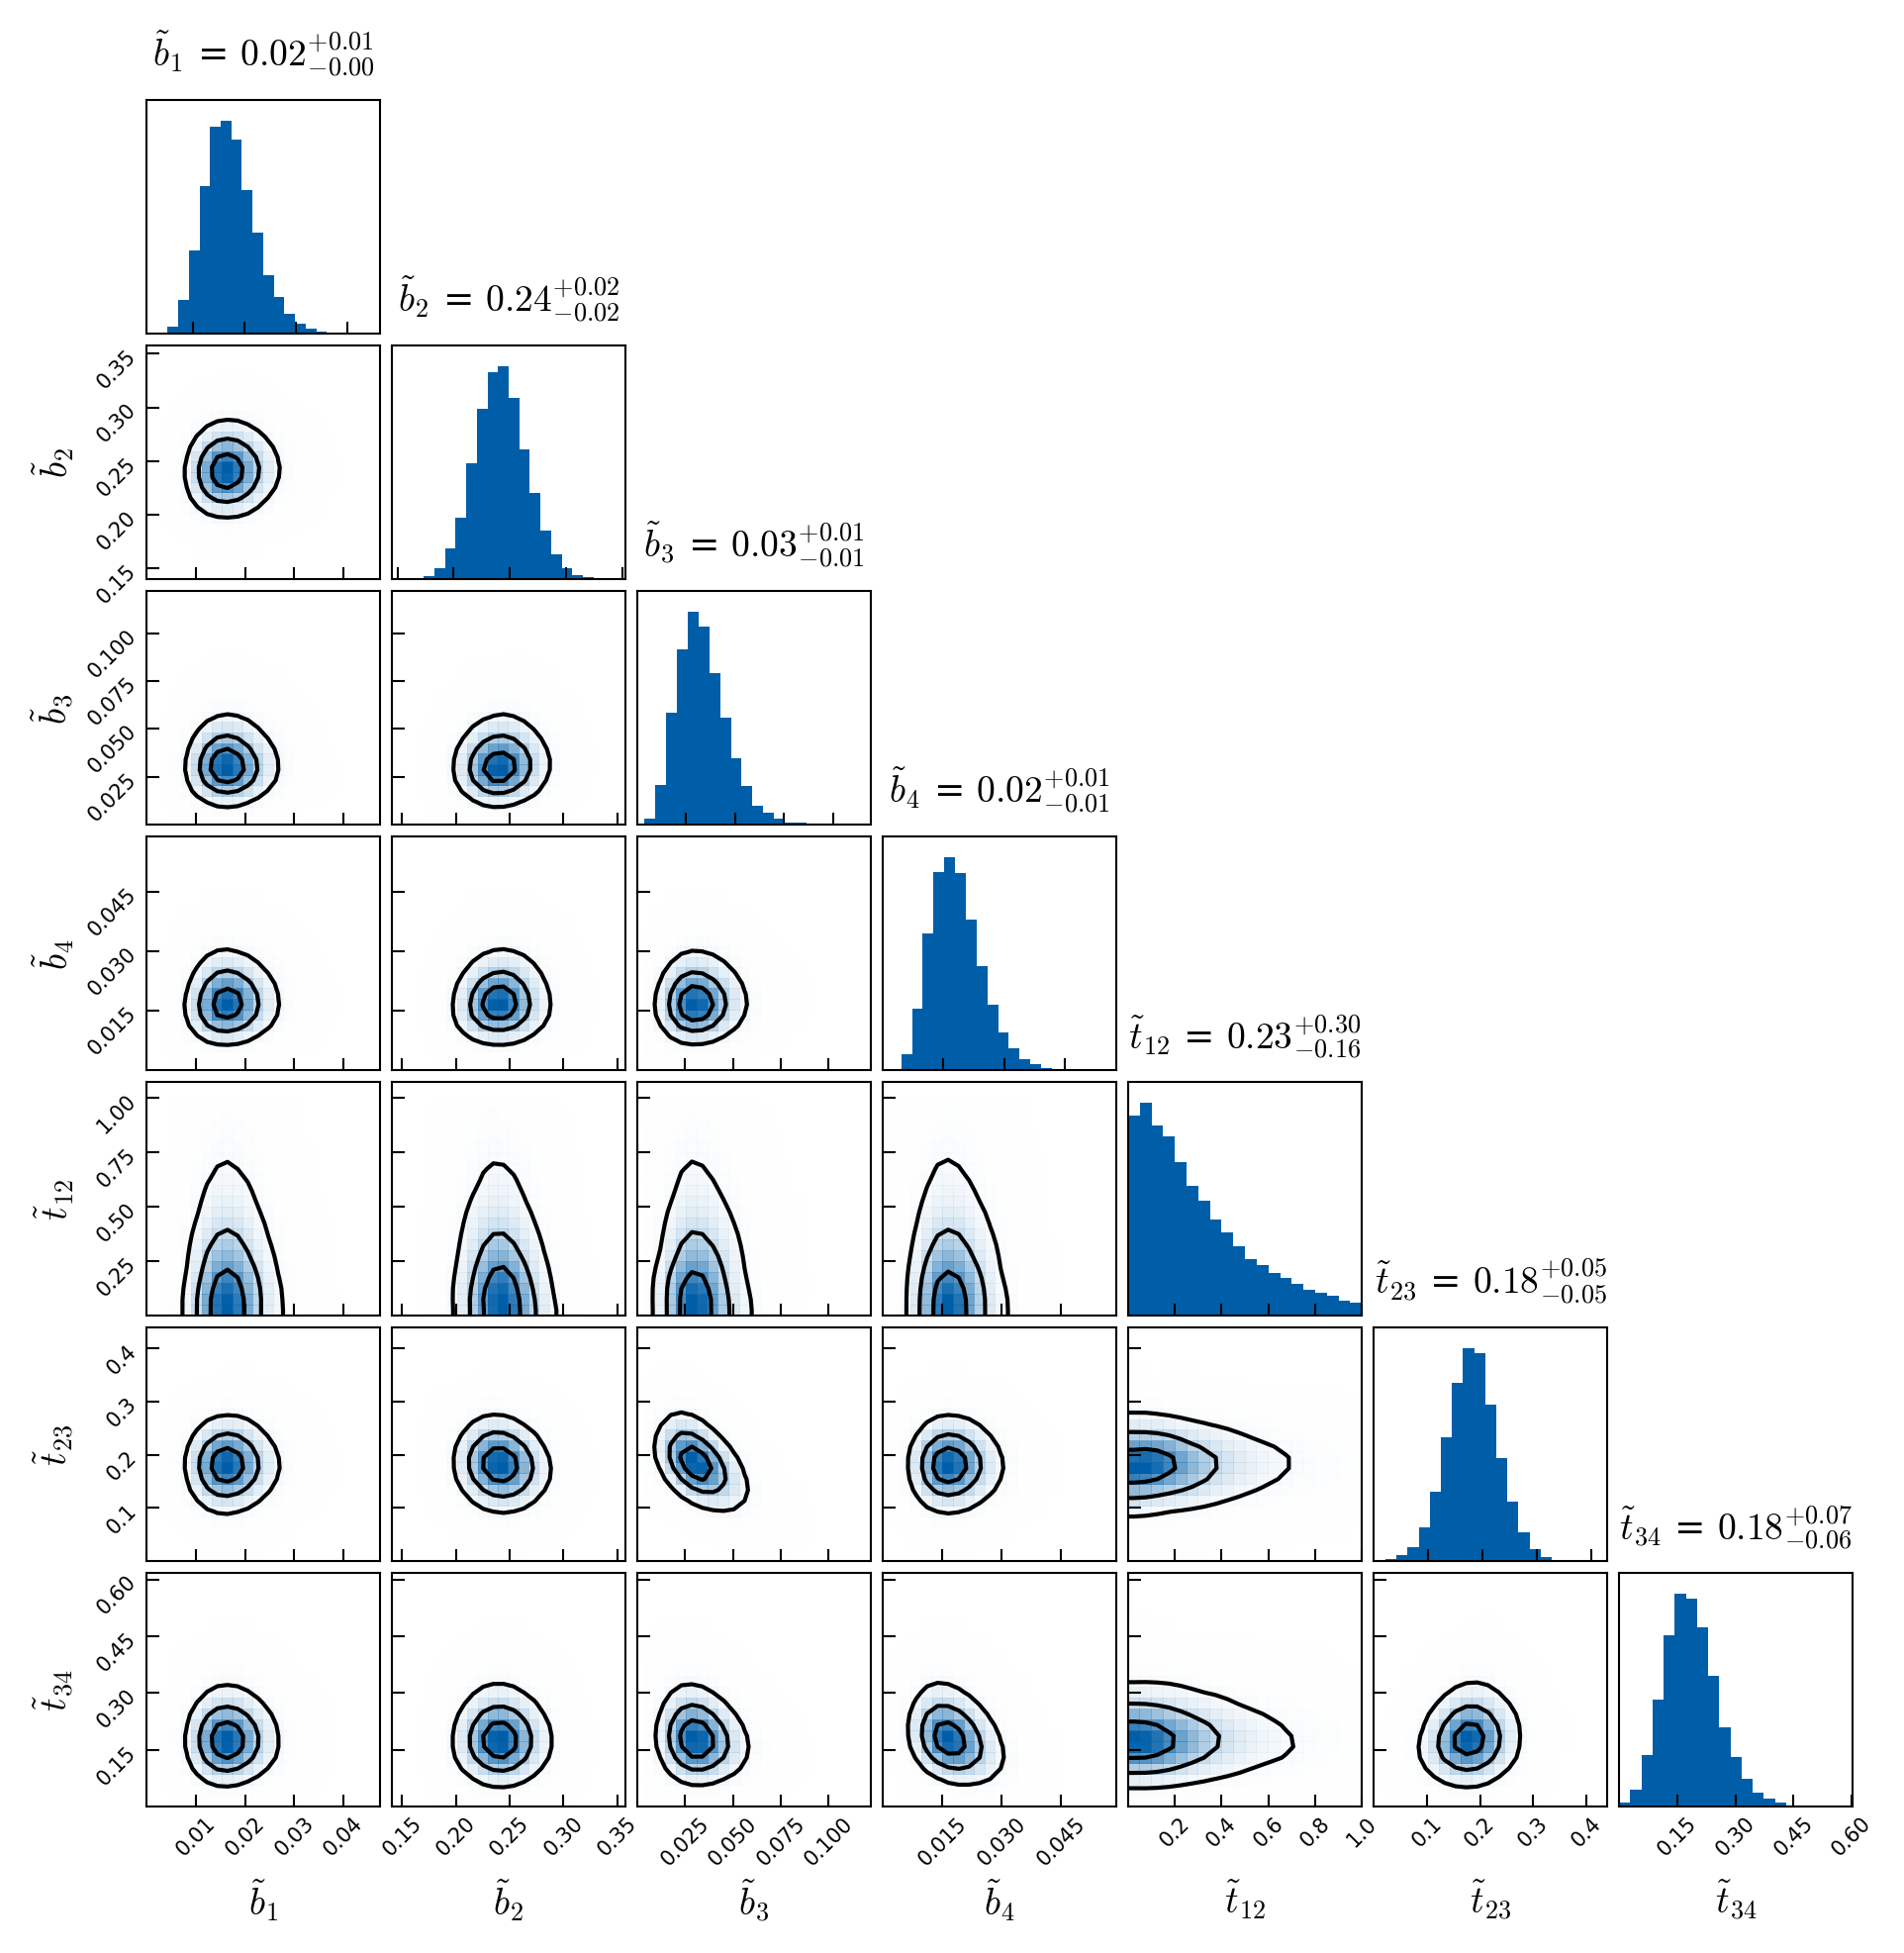 b̃₁ = 0.02⁺⁰·⁰¹₋₀.₀₀
b̃₂ = 0.24⁺⁰·⁰²₋₀.₀₂
0.35
0.30
0.25
0.20
0.15
b̃₂
b̃₃ = 0.03⁺⁰·⁰¹₋₀.₀₁
0.100
0.075
0.050
0.025
b̃₃
b̃₄ = 0.02⁺⁰·⁰¹₋₀.₀₁
0.045
0.030
0.015
b̃₄
t̃₁₂ = 0.23⁺⁰·³⁰₋₀.₁₆
1.00
0.75
0.50
0.25
t̃₁₂
t̃₂₃ = 0.18⁺⁰·⁰⁵₋₀.₀₅
0.4
0.3
0.2
0.1
t̃₂₃
t̃₃₄ = 0.18⁺⁰·⁰⁷₋₀.₀₆
0.60
0.45
0.30
0.15
t̃₃₄
0.01 0.02 0.03 0.04 0.15 0.20 0.25 0.30 0.35 0.025 0.050 0.075 0.100 0.015 0.030 0.045 0.2 0.4 0.6 0.8 1.0 0.1 0.2 0.3 0.4 0.15 0.30 0.45 0.60
b̃₁ b̃₂ b̃₃ b̃₄ t̃₁₂ t̃₂₃ t̃₃₄